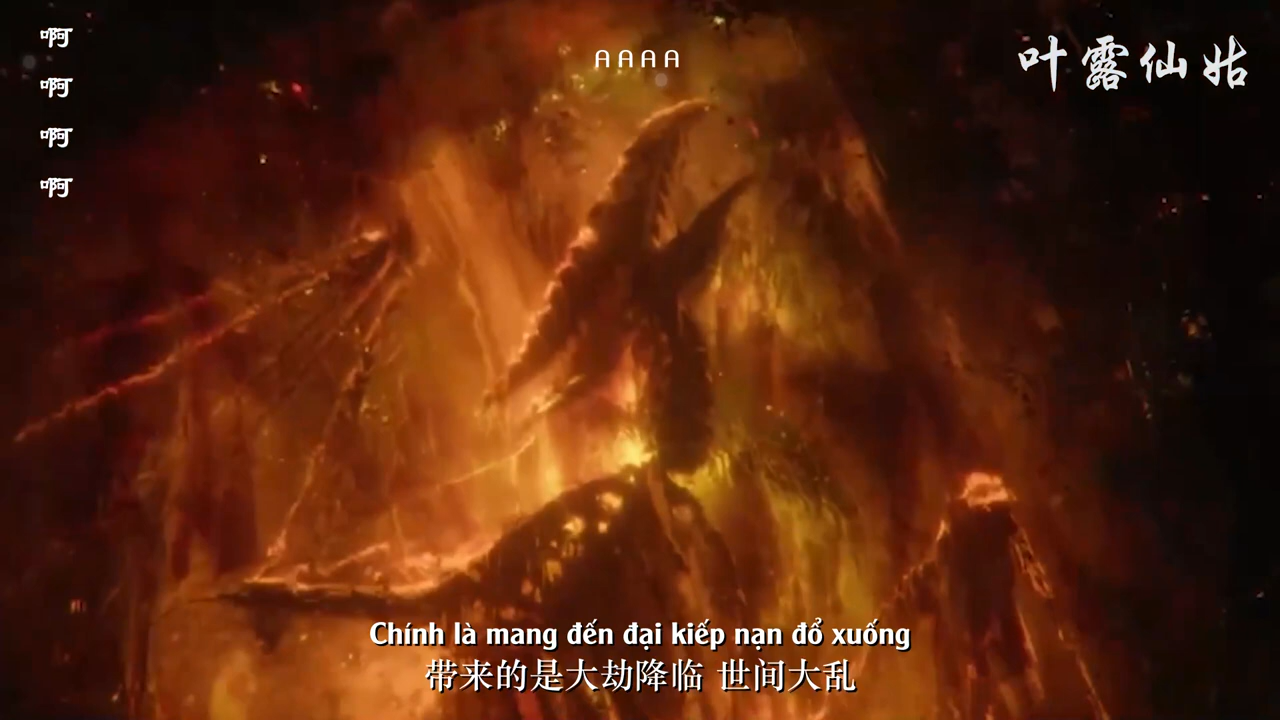 啊
啊
啊
啊
AAAA
叶露仙姑
Chính là mang đến đại kiếp nạn đổ xuống
带来的是大劫降临 世间大乱